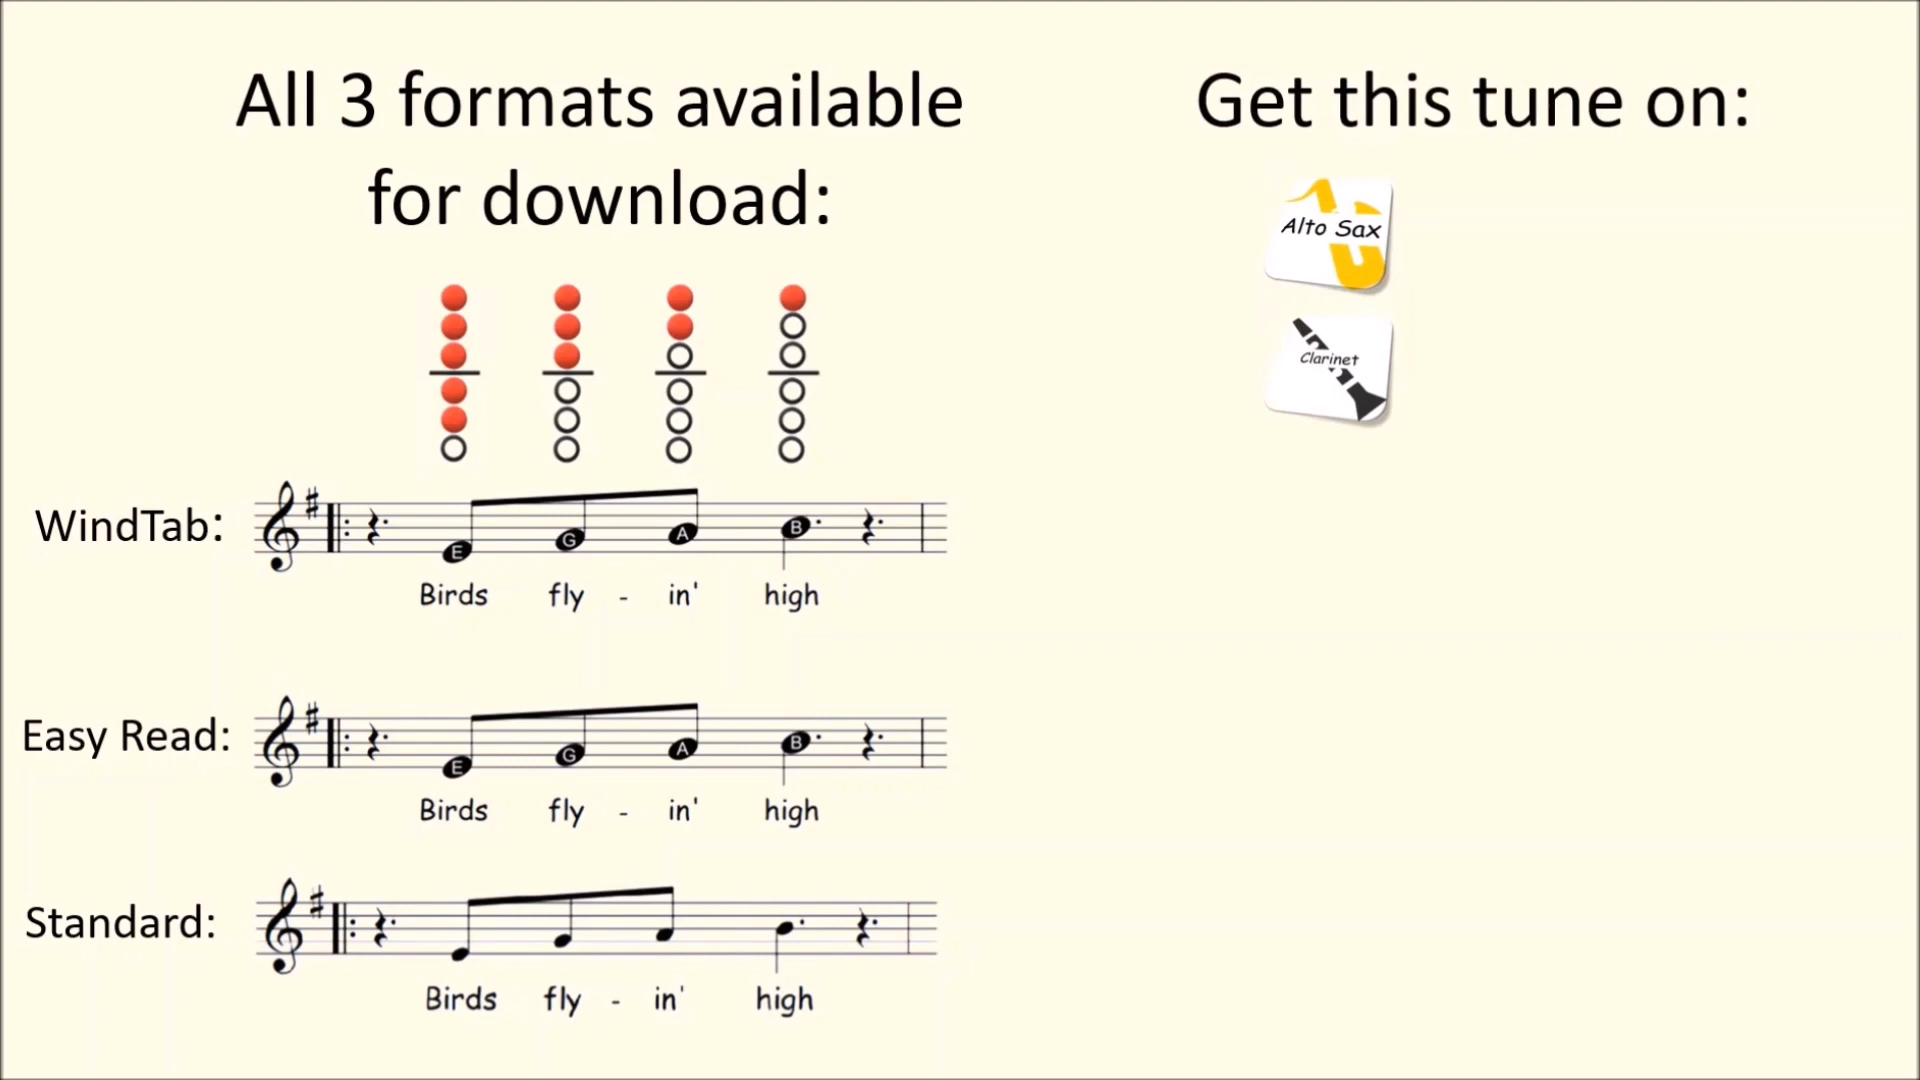 All 3 formats available
for download:
WindTab:
E G A B
Birds fly - in' high
Easy Read:
E G A B
Birds fly - in' high
Standard:
Birds fly - in' high
Get this tune on:
Alto Sax
Clarinet